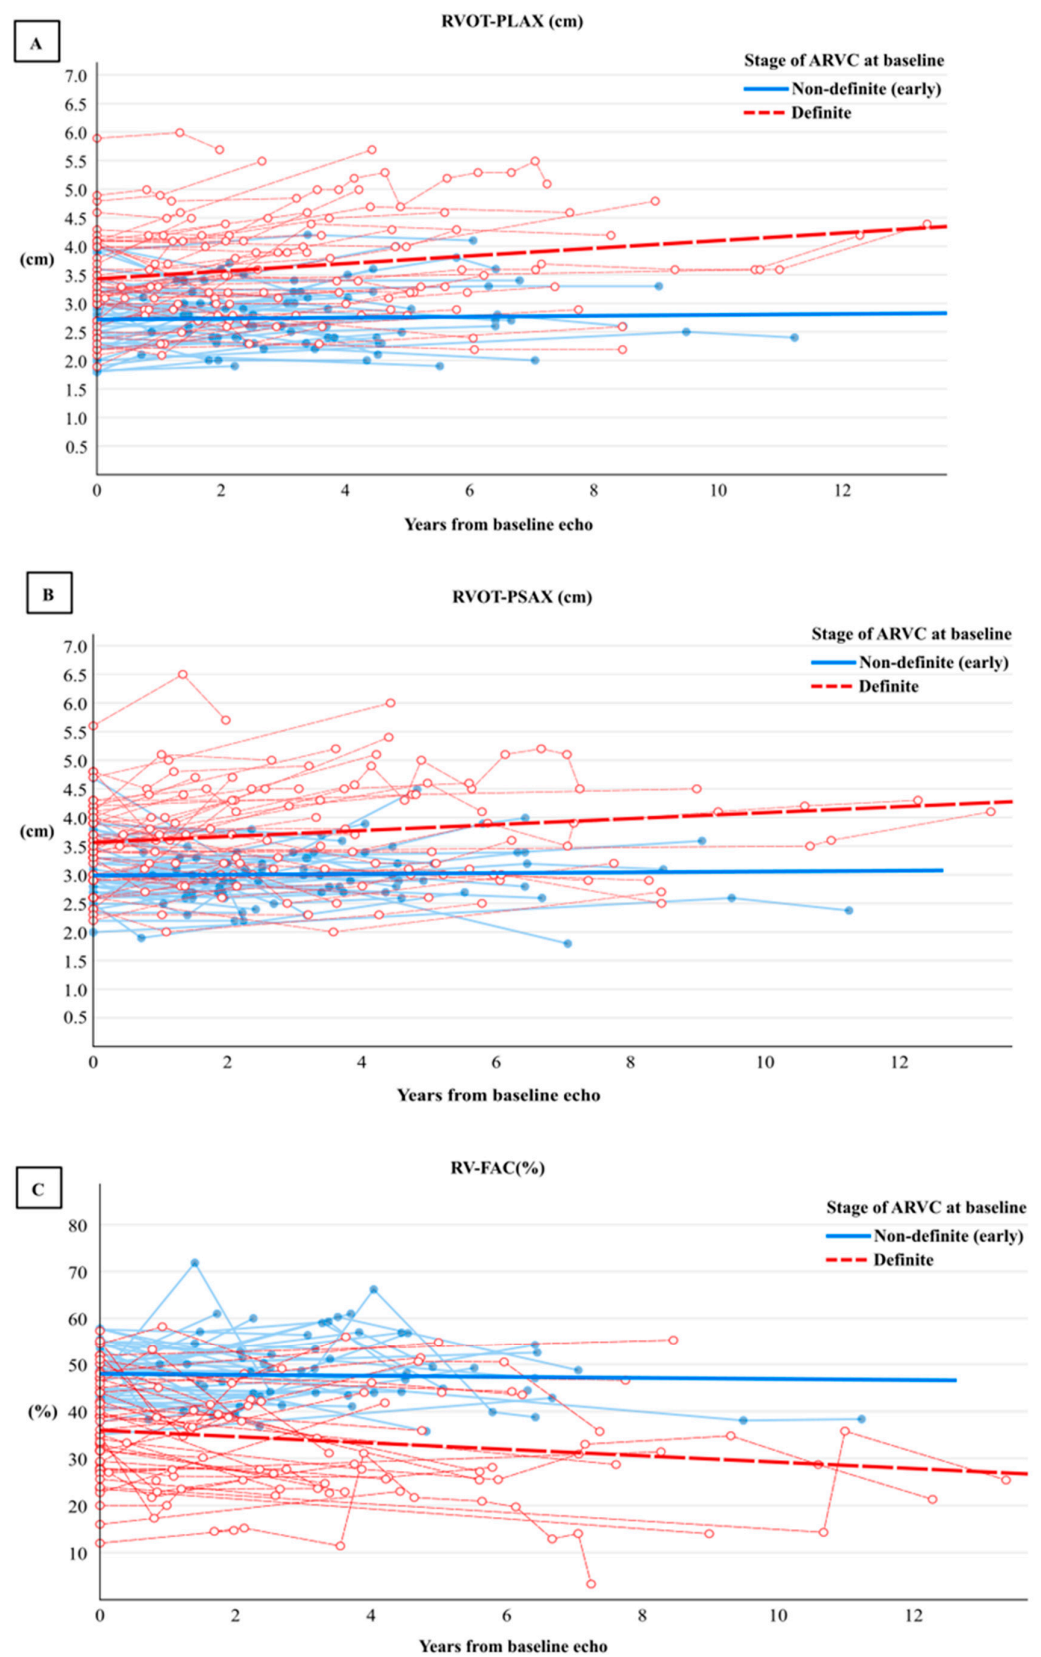 A
RVOT-PLAX (cm)
Stage of ARVC at baseline
Non-definite (early)
Definite
7.0
6.5
6.0
5.5
5.0
4.5
4.0
(cm)
3.5
3.0
2.5
2.0
1.5
1.0
0.5
0 2 4 6 8 10 12
Years from baseline echo
B
RVOT-PSAX (cm)
Stage of ARVC at baseline
Non-definite (early)
Definite
7.0
6.5
6.0
5.5
5.0
4.5
4.0
(cm)
3.5
3.0
2.5
2.0
1.5
1.0
0.5
0 2 4 6 8 10 12
Years from baseline echo
C
RV-FAC(%)
Stage of ARVC at baseline
Non-definite (early)
Definite
80
70
60
50
(%)
40
30
20
10
0 2 4 6 8 10 12
Years from baseline echo